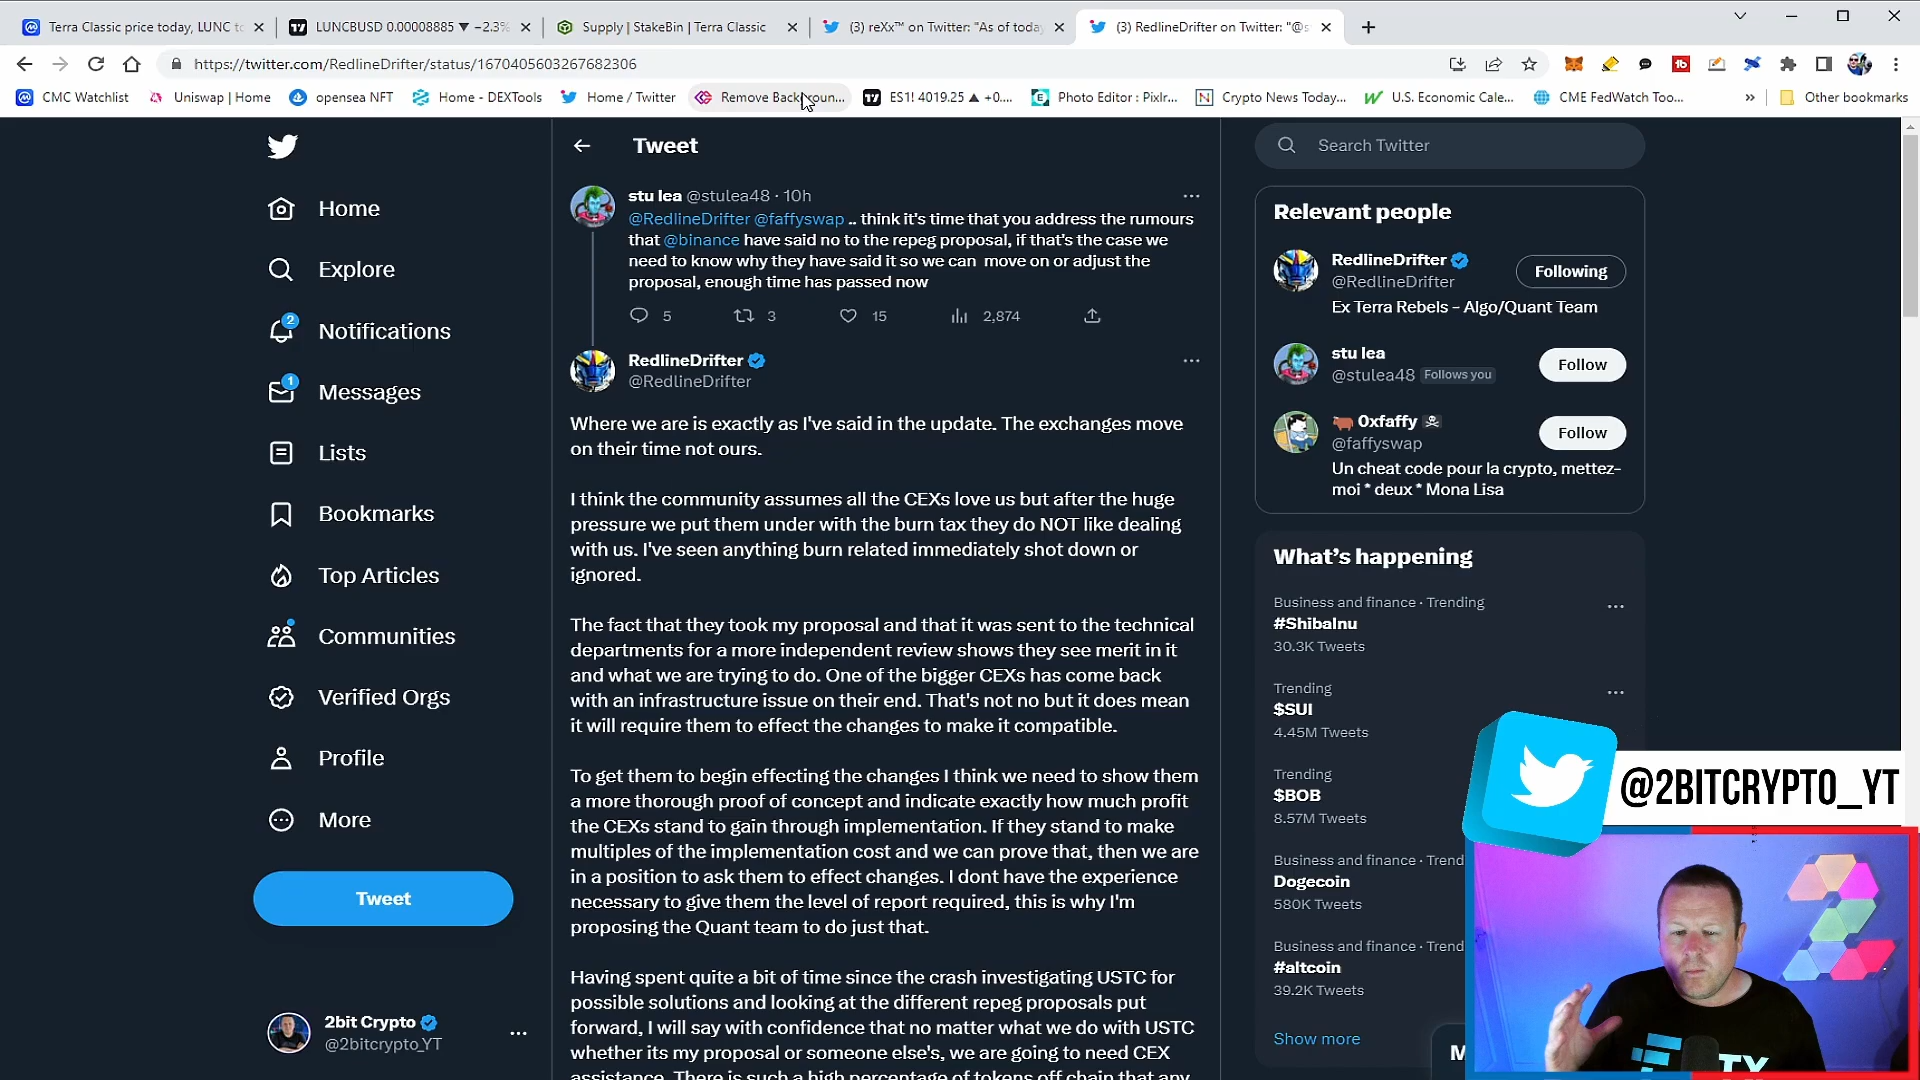 Terra Classic price today, LUNC to
LUNCBUSD 0.00008885 ▼ −2.3%
Supply | StakeBin | Terra Classic
(3) reXx™ on Twitter: "As of today
(3) RedlineDrifter on Twitter: "@s
https://twitter.com/RedlineDrifter/status/1670405603267682306
CMC Watchlist
Uniswap | Home
opensea NFT
Home - DEXTools
Home / Twitter
Remove Backgroun...
ES1! 4019.25 ▲ +0....
Photo Editor : Pixlr...
Crypto News Today...
U.S. Economic Cale...
CME FedWatch Too...
»
Other bookmarks
Home
Explore
2
Notifications
1
Messages
Lists
Bookmarks
Top Articles
Communities
Verified Orgs
Profile
More
Tweet
2bit Crypto
@2bitcrypto_YT
Tweet
stu lea @stulea48 · 10h
@RedlineDrifter @faffyswap .. think it's time that you address the rumours
that @binance have said no to the repeg proposal, if that's the case we
need to know why they have said it so we can move on or adjust the
proposal, enough time has passed now
5 3 15 2,874
RedlineDrifter
@RedlineDrifter
Where we are is exactly as I've said in the update. The exchanges move
on their time not ours.
I think the community assumes all the CEXs love us but after the huge
pressure we put them under with the burn tax they do NOT like dealing
with us. I've seen anything burn related immediately shot down or
ignored.
The fact that they took my proposal and that it was sent to the technical
departments for a more independent review shows they see merit in it
and what we are trying to do. One of the bigger CEXs has come back
with an infrastructure issue on their end. That's not no but it does mean
it will require them to effect the changes to make it compatible.
To get them to begin effecting the changes I think we need to show them
a more thorough proof of concept and indicate exactly how much profit
the CEXs stand to gain through implementation. If they stand to make
multiples of the implementation cost and we can prove that, then we are
in a position to ask them to effect changes. I dont have the experience
necessary to give them the level of report required, this is why I'm
proposing the Quant team to do just that.
Having spent quite a bit of time since the crash investigating USTC for
possible solutions and looking at the different repeg proposals put
forward, I will say with confidence that no matter what we do with USTC
whether its my proposal or someone else's, we are going to need CEX
assistance. There is such a high percentage of tokens off chain that any
Search Twitter
Relevant people
RedlineDrifter
@RedlineDrifter
Following
Ex Terra Rebels - Algo/Quant Team
stu lea
@stulea48 Follows you
Follow
0xfaffy
@faffyswap
Follow
Un cheat code pour la crypto, mettez-
moi * deux * Mona Lisa
What's happening
Business and finance · Trending
#ShibaInu
30.3K Tweets
Trending
$SUI
4.45M Tweets
Trending
$BOB
8.57M Tweets
Business and finance · Trend
Dogecoin
580K Tweets
Business and finance · Trend
#altcoin
39.2K Tweets
Show more
@2BITCRYPTO_YT